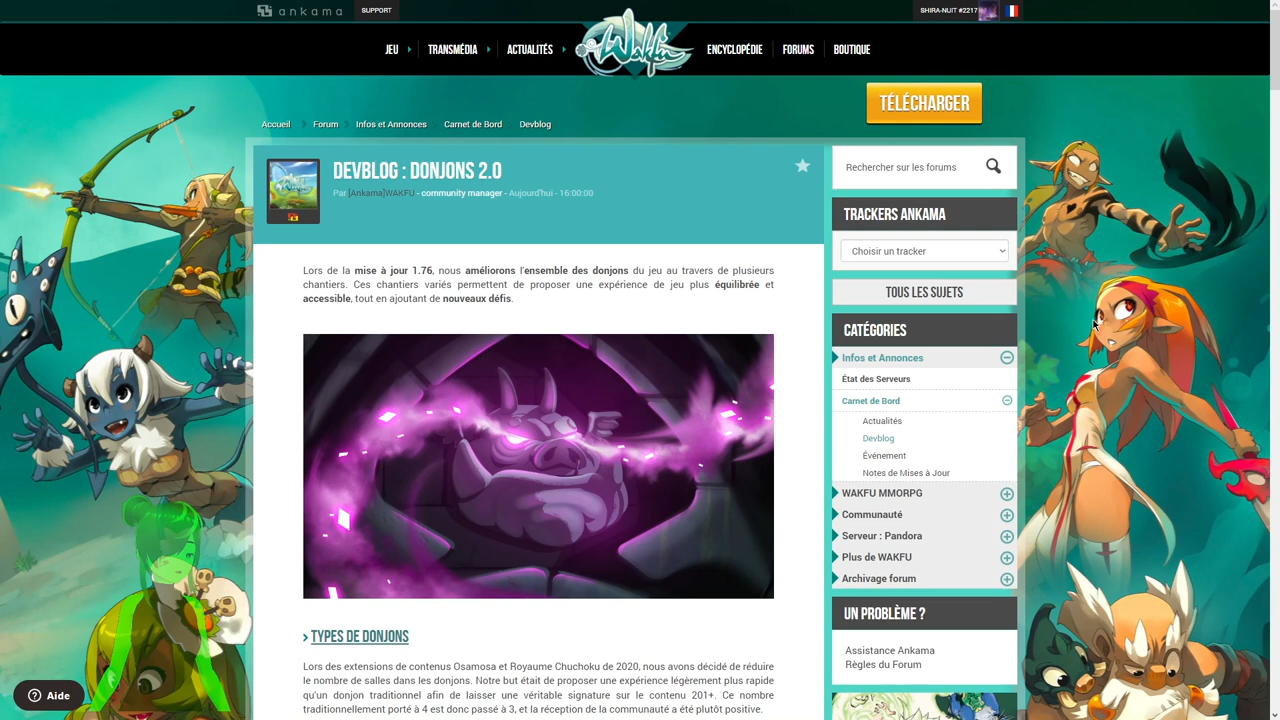 ankama
SUPPORT
SHIRA-NUIT #2217
JEU
TRANSMÉDIA
ACTUALITÉS
Wakfu
ENCYCLOPÉDIE
FORUMS
BOUTIQUE
TÉLÉCHARGER
Accueil
Forum
Infos et Annonces
Carnet de Bord
Devblog
DEVBLOG : DONJONS 2.0
Par [Ankama]WAKFU - community manager - Aujourd'hui - 16:00:00
Lors de la mise à jour 1.76, nous améliorons l'ensemble des donjons du jeu au travers de plusieurs
chantiers. Ces chantiers variés permettent de proposer une expérience de jeu plus équilibrée et
accessible, tout en ajoutant de nouveaux défis.
TYPES DE DONJONS
Lors des extensions de contenus Osamosa et Royaume Chuchoku de 2020, nous avons décidé de réduire
le nombre de salles dans les donjons. Notre but était de proposer une expérience légèrement plus rapide
qu'un donjon traditionnel afin de laisser une véritable signature sur le contenu 201+. Ce nombre
traditionnellement porté à 4 est donc passé à 3, et la réception de la communauté a été plutôt positive.
Rechercher sur les forums
TRACKERS ANKAMA
Choisir un tracker
TOUS LES SUJETS
CATÉGORIES
Infos et Annonces
État des Serveurs
Carnet de Bord
Actualités
Devblog
Événement
Notes de Mises à Jour
WAKFU MMORPG
Communauté
Serveur : Pandora
Plus de WAKFU
Archivage forum
UN PROBLÈME ?
Assistance Ankama
Règles du Forum
Aide